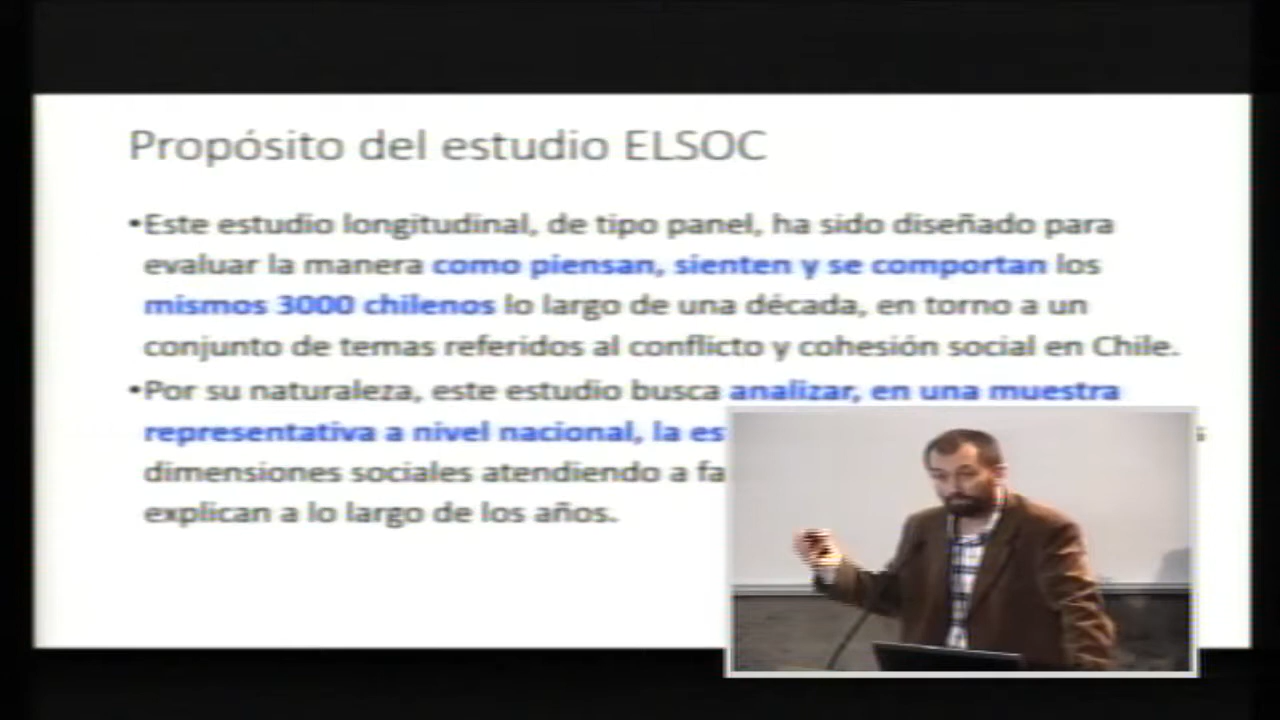 Propósito del estudio ELSOC
•Este estudio longitudinal, de tipo panel, ha sido diseñado para
evaluar la manera como piensan, sienten y se comportan los
mismos 3000 chilenos lo largo de una década, en torno a un
conjunto de temas referidos al conflicto y cohesión social en Chile.
•Por su naturaleza, este estudio busca analizar, en una muestra
representativa a nivel nacional, la es
dimensiones sociales atendiendo a fa
explican a lo largo de los años.